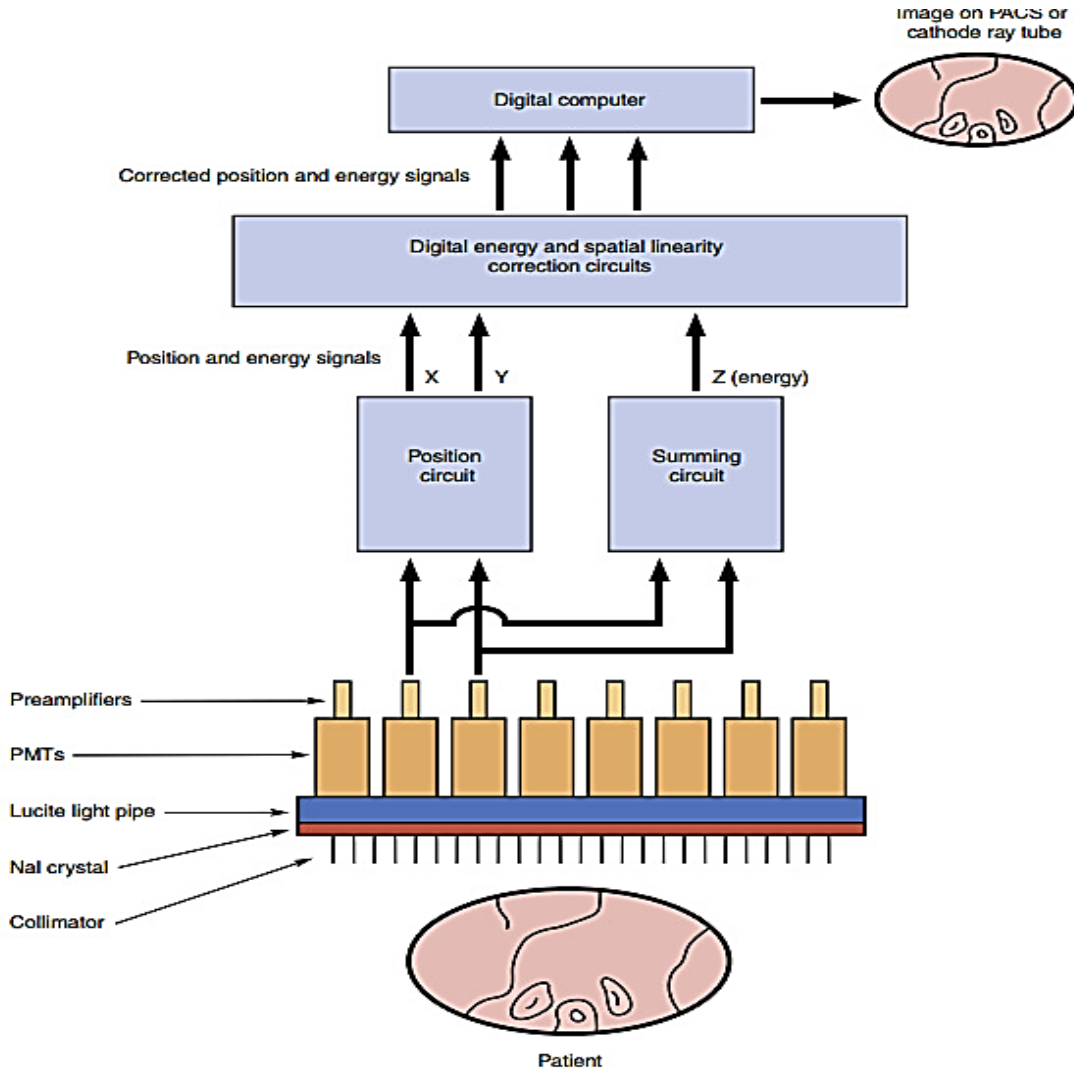 Image on PACS or
cathode ray tube
Digital computer
Corrected position and energy signals
Digital energy and spatial linearity
correction circuits
Position and energy signals
X
Y
Z (energy)
Position
circuit
Summing
circuit
Preamplifiers
PMTs
Lucite light pipe
NaI crystal
Collimator
Patient